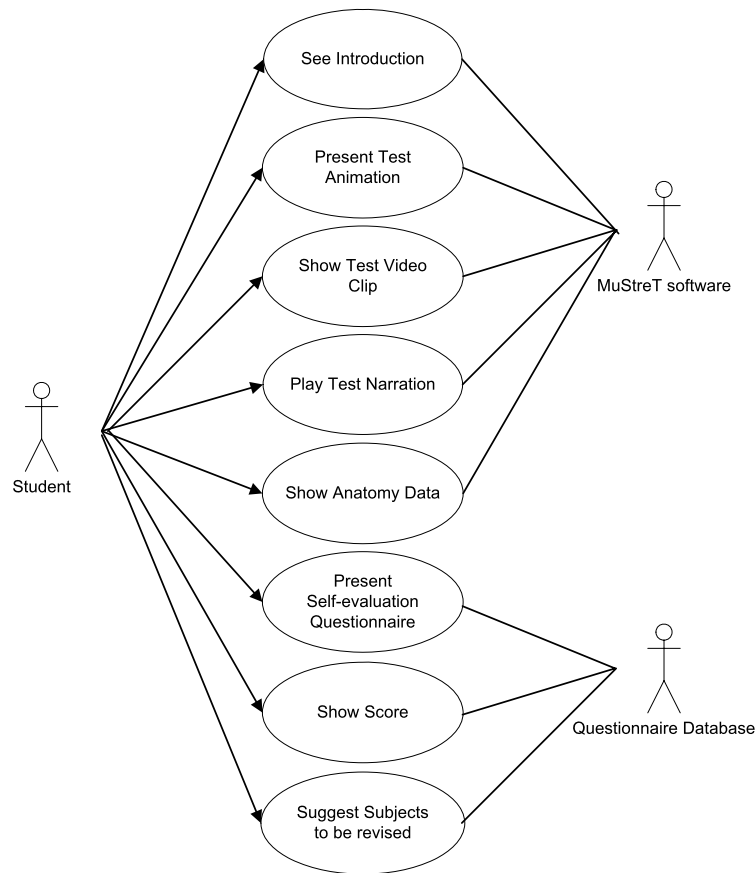 See Introduction
Present Test
Animation
Show Test Video
Clip
MuStreT software
Play Test Narration
Student
Show Anatomy Data
Present
Self-evaluation
Questionnaire
Show Score
Questionnaire Database
Suggest Subjects
to be revised